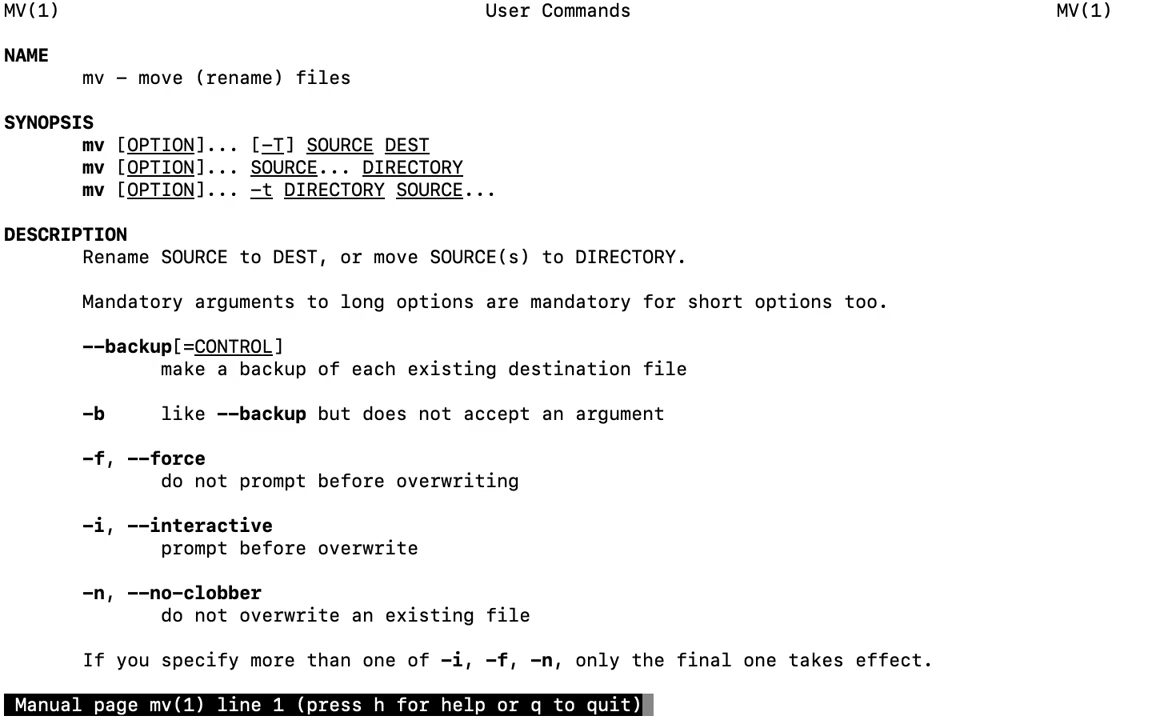 MV(1) User Commands MV(1)
NAME
mv – move (rename) files
SYNOPSIS
mv [OPTION]... [–T] SOURCE DEST
mv [OPTION]... SOURCE... DIRECTORY
mv [OPTION]... –t DIRECTORY SOURCE...
DESCRIPTION
Rename SOURCE to DEST, or move SOURCE(s) to DIRECTORY.
Mandatory arguments to long options are mandatory for short options too.
––backup[=CONTROL]
make a backup of each existing destination file
–b like ––backup but does not accept an argument
–f, ––force
do not prompt before overwriting
–i, ––interactive
prompt before overwrite
–n, ––no–clobber
do not overwrite an existing file
If you specify more than one of –i, –f, –n, only the final one takes effect.
Manual page mv(1) line 1 (press h for help or q to quit)